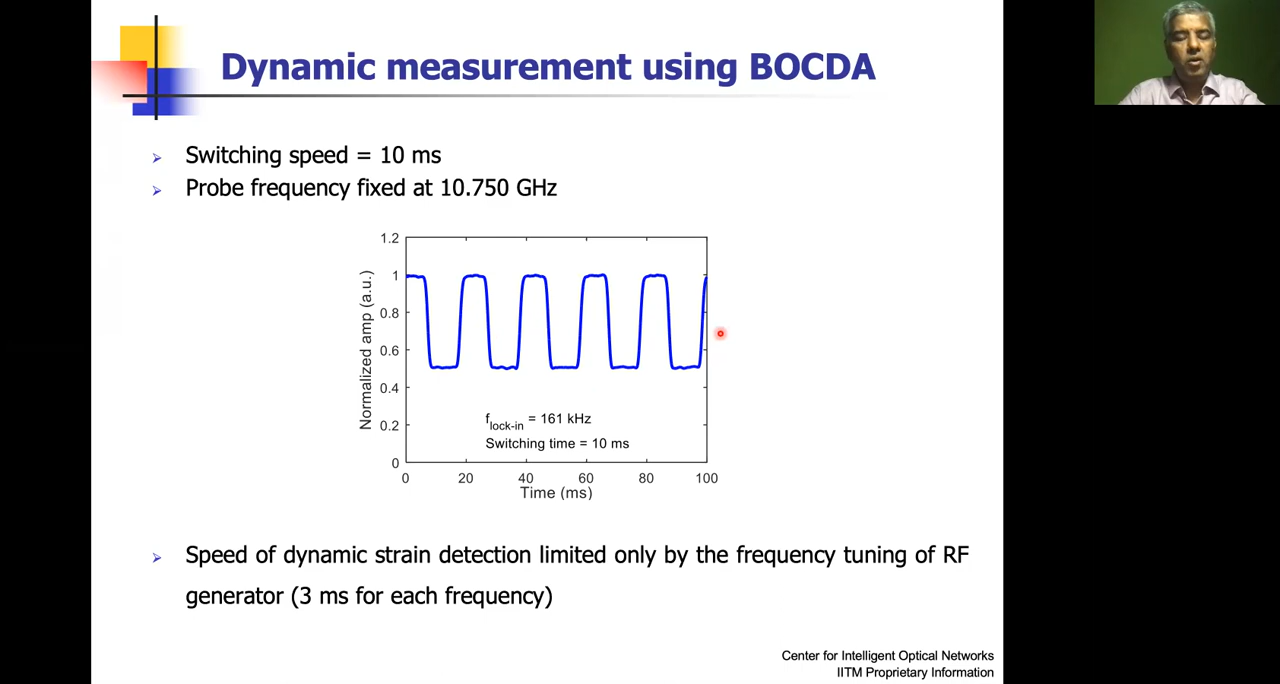 Dynamic measurement using BOCDA
Switching speed = 10 ms
Probe frequency fixed at 10.750 GHz
1.2
1
0.8
0.6
0.4
0.2
0
Normalized amp (a.u.)
f_lock-in = 161 kHz
Switching time = 10 ms
0 20 40 60 80 100
Time (ms)
Speed of dynamic strain detection limited only by the frequency tuning of RF
generator (3 ms for each frequency)
Center for Intelligent Optical Networks
IITM Proprietary Information